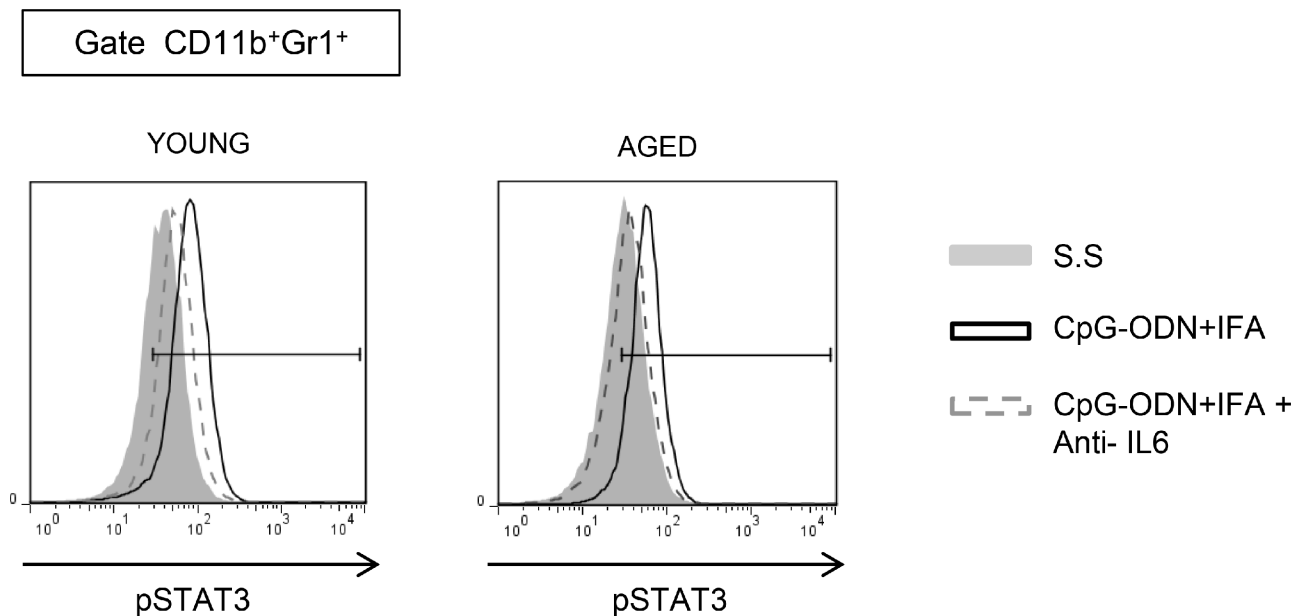 Gate CD11b⁺Gr1⁺
YOUNG
AGED
S.S
CpG-ODN+IFA
CpG-ODN+IFA +
Anti- IL6
0
0
10⁰ 10¹ 10² 10³ 10⁴
10⁰ 10¹ 10² 10³ 10⁴
pSTAT3
pSTAT3